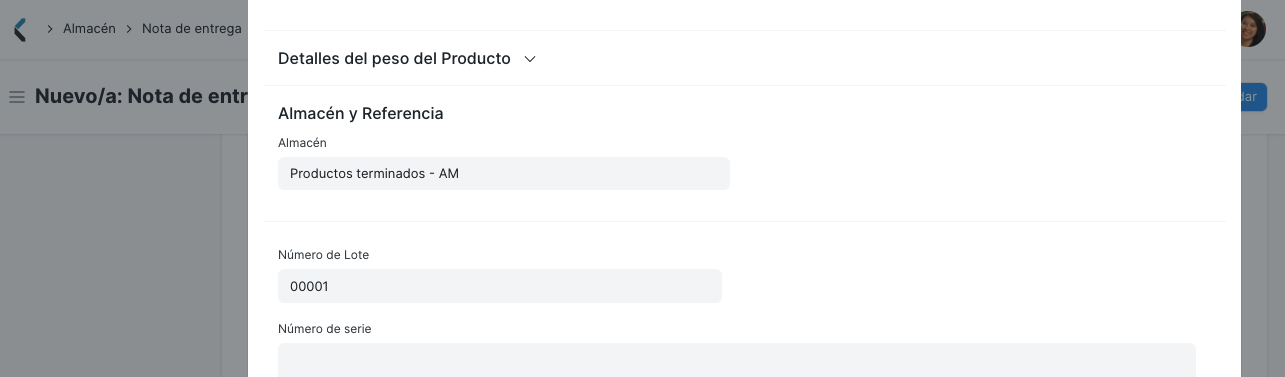 Almacén
Nota de entrega
Nuevo/a: Nota de entr
dar
Detalles del peso del Producto
Almacén y Referencia
Almacén
Productos terminados - AM
Número de Lote
00001
Número de serie